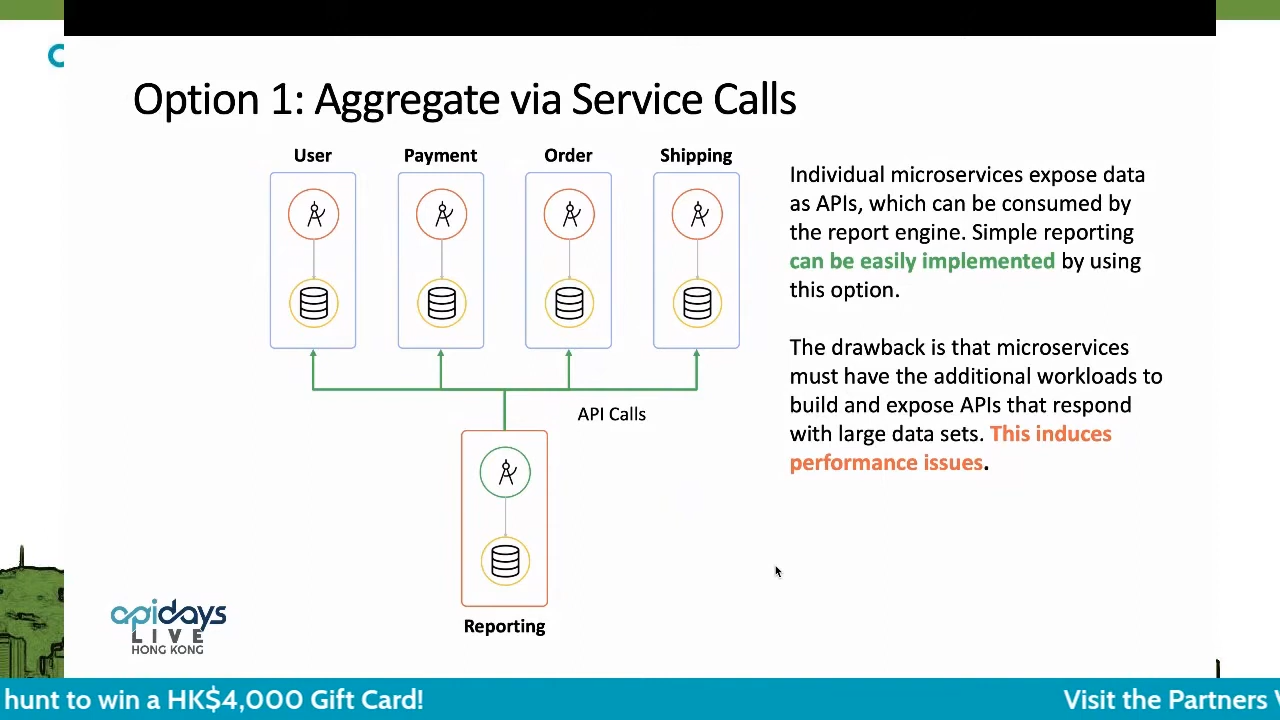 Option 1: Aggregate via Service Calls
User
Payment
Order
Shipping
Individual microservices expose data
as APIs, which can be consumed by
the report engine. Simple reporting
can be easily implemented by using
this option.
The drawback is that microservices
must have the additional workloads to
build and expose APIs that respond
with large data sets. This induces
performance issues.
API Calls
Reporting
apidays
LIVE
HONG KONG
hunt to win a HK$4,000 Gift Card!
Visit the Partners